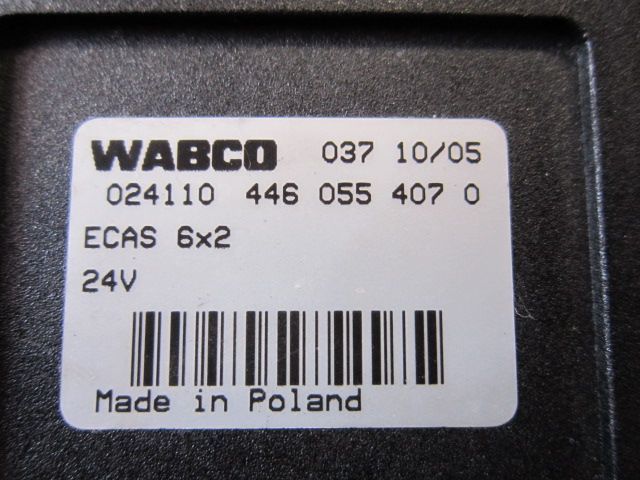 WABCO 037 10/05
024110 446 055 407 0
ECAS 6x2
24V
Made in Poland